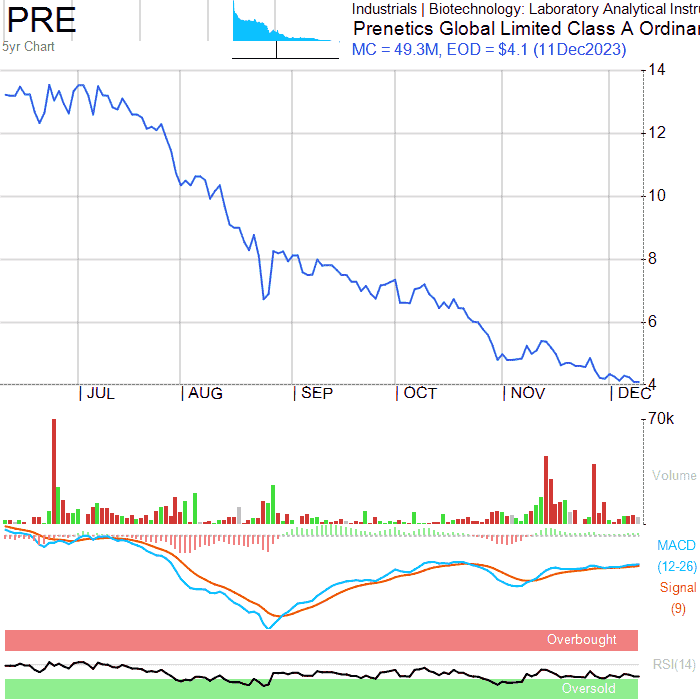 PRE
5yr Chart
Industrials | Biotechnology: Laboratory Analytical Instru
Prenetics Global Limited Class A Ordinar
MC = 49.3M, EOD = $4.1 (11Dec2023)
14
12
10
8
6
4
| JUL | AUG | SEP | OCT | NOV | DEC
70k
Volume
MACD
(12-26)
Signal
(9)
Overbought
RSI(14)
Oversold